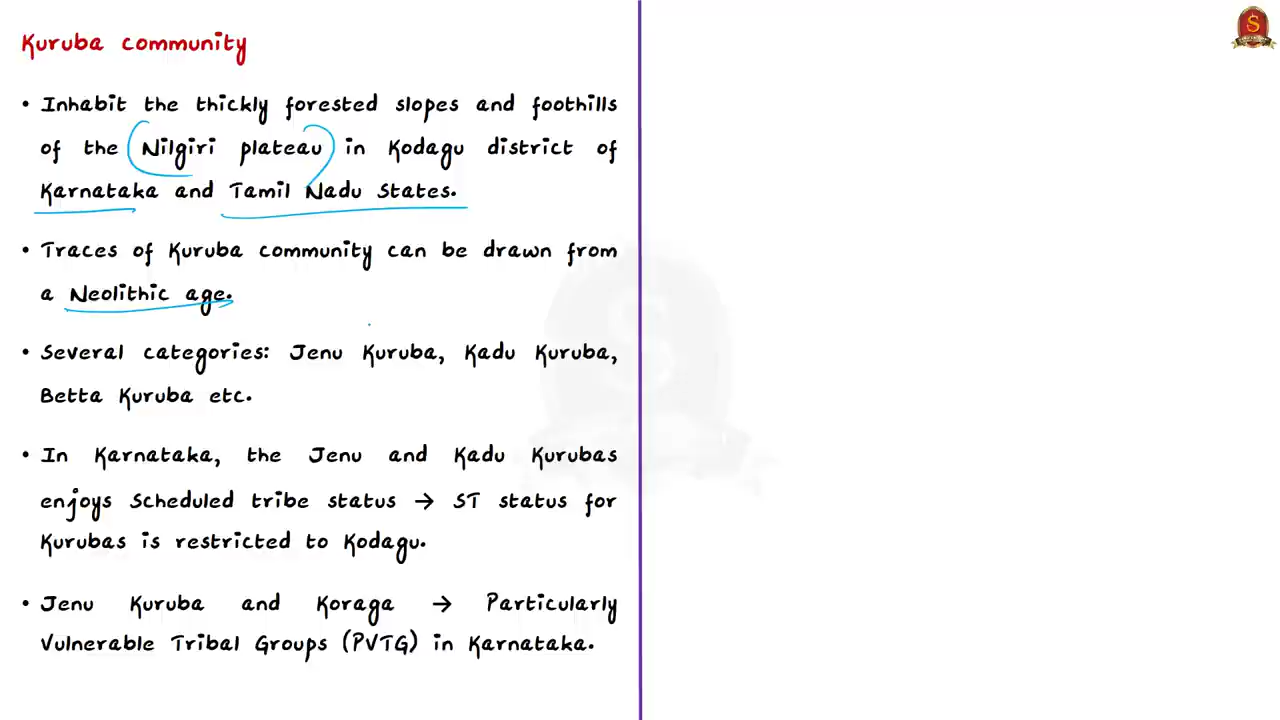 Kuruba community
• Inhabit the thickly forested slopes and foothills
of the Nilgiri plateau in Kodagu district of
Karnataka and Tamil Nadu States.
• Traces of Kuruba community can be drawn from
a Neolithic age.
• Several categories: Jenu Kuruba, Kadu Kuruba,
Betta Kuruba etc.
• In Karnataka, the Jenu and Kadu Kurubas
enjoys Scheduled tribe status → ST status for
Kurubas is restricted to Kodagu.
• Jenu Kuruba and Koraga → Particularly
Vulnerable Tribal Groups (PVTG) in Karnataka.
S